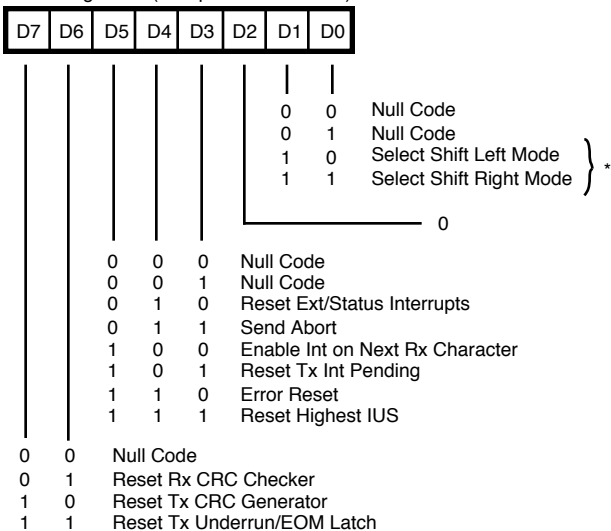 D7 D6 D5 D4 D3 D2 D1 D0
0 0 Null Code
0 1 Null Code
1 0 Select Shift Left Mode
1 1 Select Shift Right Mode
*
0
0 0 0 Null Code
0 0 1 Null Code
0 1 0 Reset Ext/Status Interrupts
0 1 1 Send Abort
1 0 0 Enable Int on Next Rx Character
1 0 1 Reset Tx Int Pending
1 1 0 Error Reset
1 1 1 Reset Highest IUS
0 0 Null Code
0 1 Reset Rx CRC Checker
1 0 Reset Tx CRC Generator
1 1 Reset Tx Underrun/EOM Latch